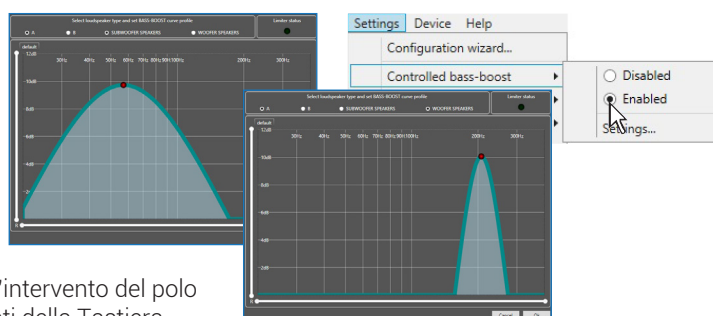 Select loudspeaker type and set BASS-BOOST curve profile
Limiter status
A
B
SUBWOOFER SPEAKERS
WOOFER SPEAKERS
default
12dB
30Hz 40Hz 50Hz 60Hz 70Hz 80Hz 90Hz 100Hz 200Hz 300Hz
-10dB
-8dB
-6dB
-4dB
Settings Device Help
Configuration wizard...
Controlled bass-boost
Disabled
Enabled
Settings...
Select loudspeaker type and set BASS-BOOST curve profile
Limiter status
A
B
SUBWOOFER SPEAKERS
WOOFER SPEAKERS
default
12dB
30Hz 40Hz 50Hz 60Hz 70Hz 80Hz 90Hz 100Hz 200Hz 300Hz
-10dB
-8dB
-6dB
-4dB
-2dB
Cancel Ok
'intervento del polo